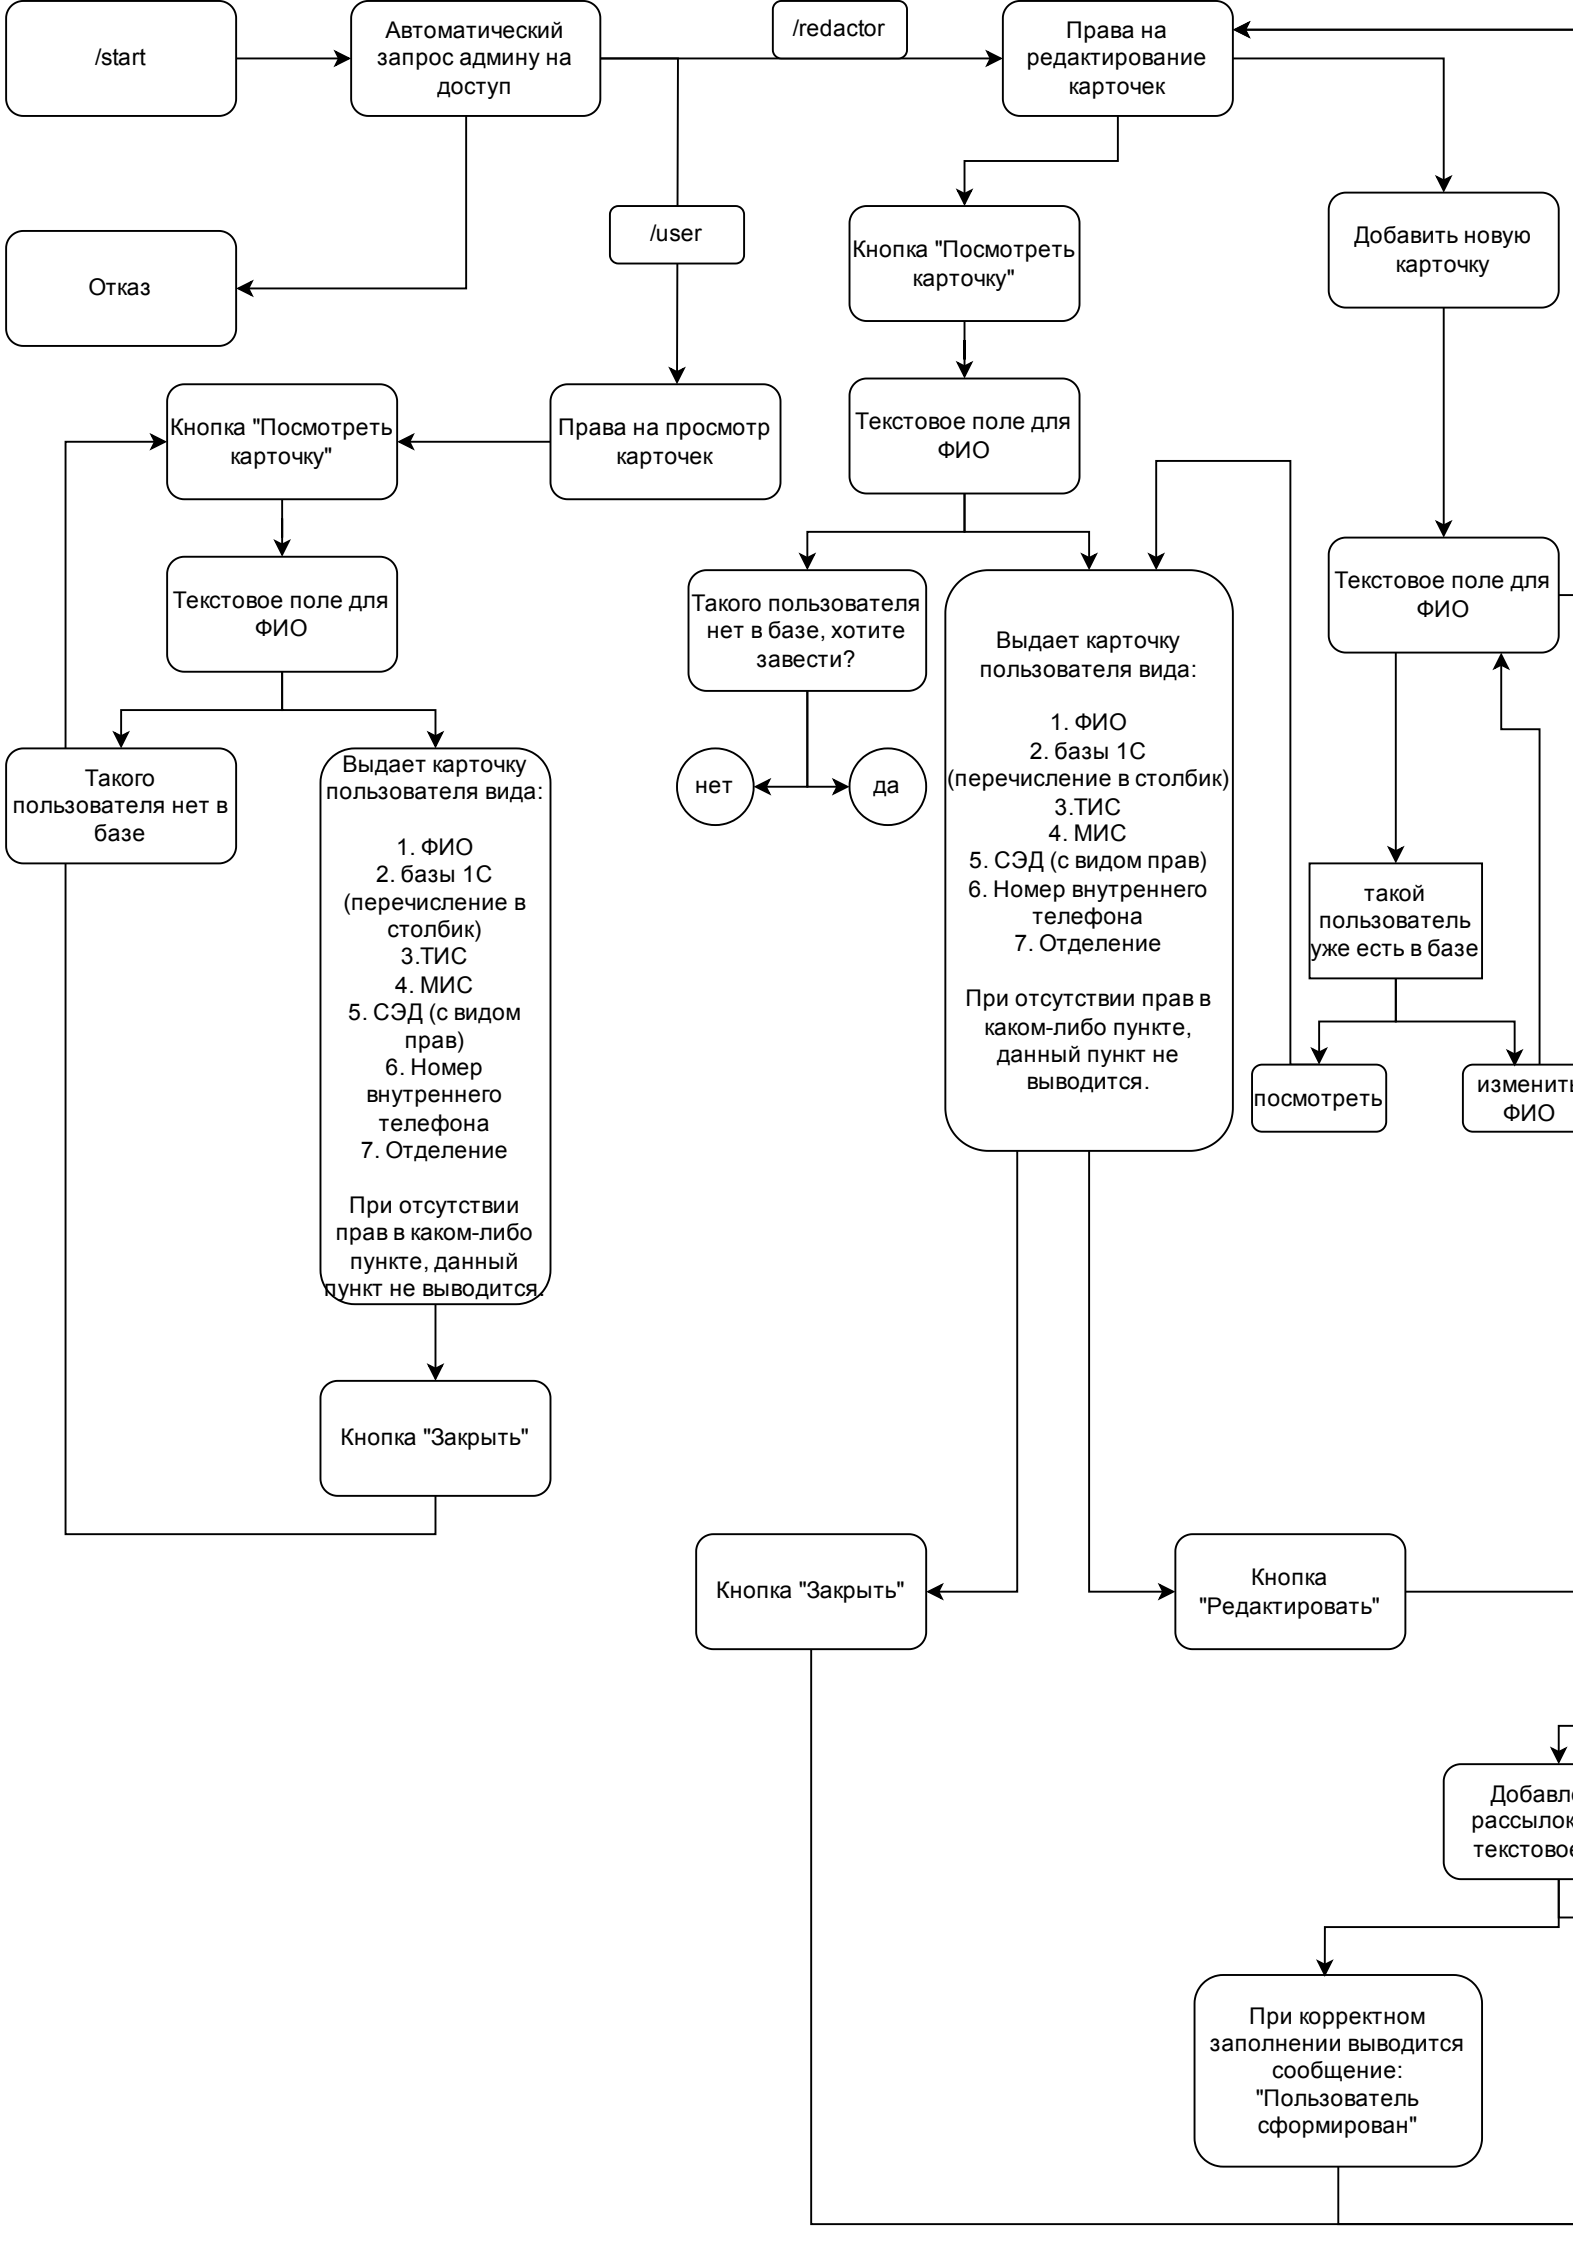 /start
Автоматический
запрос админу на
доступ
/redactor
Права на
редактирование
карточек
Отказ
/user
Кнопка "Посмотреть
карточку"
Добавить новую
карточку
Кнопка "Посмотреть
карточку"
Права на просмотр
карточек
Текстовое поле для
ФИО
Текстовое поле для
ФИО
Такого пользователя
нет в базе, хотите
завести?
нет
да
Выдает карточку
пользователя вида:
1. ФИО
2. базы 1С
(перечисление в столбик)
3.ТИС
4. МИС
5. СЭД (с видом прав)
6. Номер внутреннего
телефона
7. Отделение
При отсутствии прав в
каком-либо пункте,
данный пункт не
выводится.
Текстовое поле для
ФИО
такой
пользователь
уже есть в базе
посмотреть
изменить
ФИО
Такого
пользователя нет в
базе
Выдает карточку
пользователя вида:
1. ФИО
2. базы 1С
(перечисление в
столбик)
3.ТИС
4. МИС
5. СЭД (с видом
прав)
6. Номер
внутреннего
телефона
7. Отделение
При отсутствии
прав в каком-либо
пункте, данный
пункт не выводится.
Кнопка "Закрыть"
Кнопка "Закрыть"
Кнопка
"Редактировать"
При корректном
заполнении выводится
сообщение:
"Пользователь
сформирован"